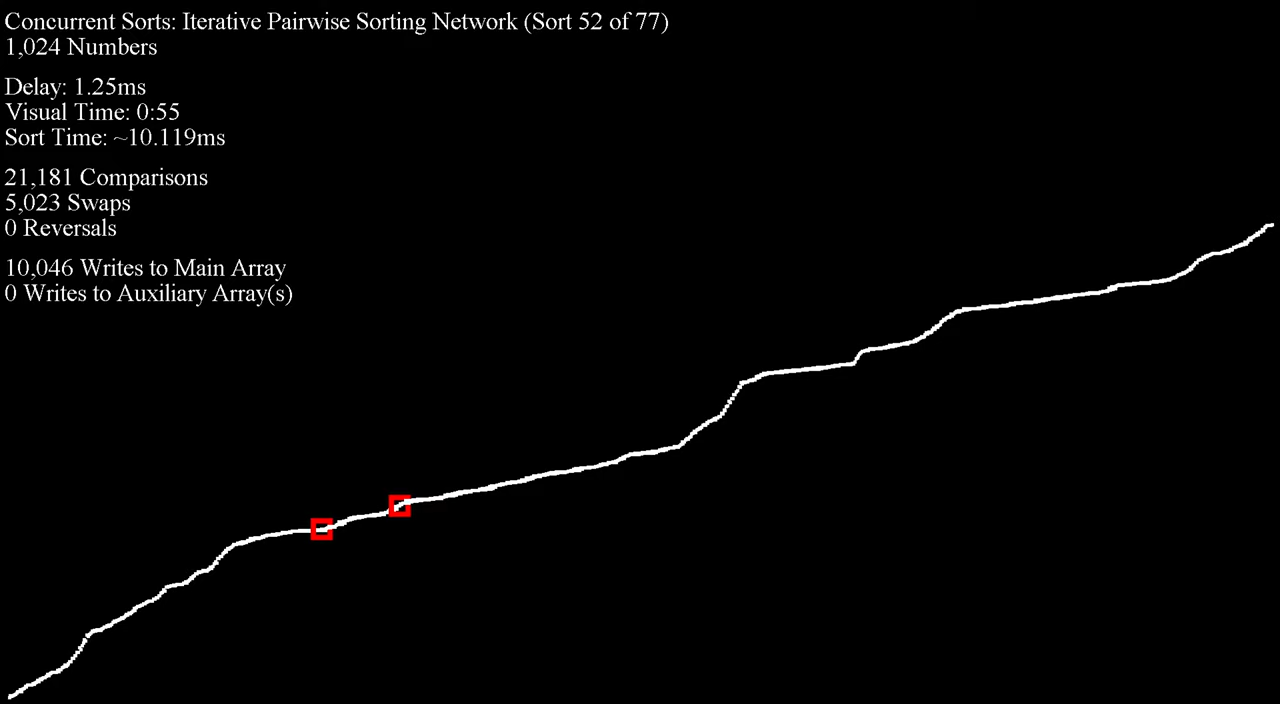 Concurrent Sorts: Iterative Pairwise Sorting Network (Sort 52 of 77)
1,024 Numbers
Delay: 1.25ms
Visual Time: 0:55
Sort Time: ~10.119ms
21,181 Comparisons
5,023 Swaps
0 Reversals
10,046 Writes to Main Array
0 Writes to Auxiliary Array(s)